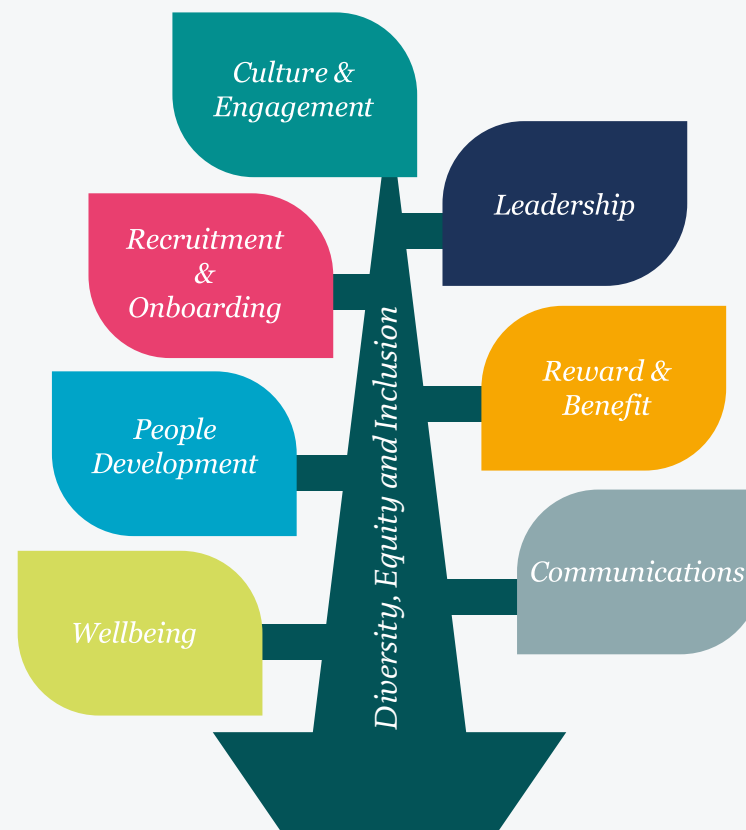 Culture &
Engagement
Leadership
Recruitment
&
Onboarding
Reward &
Benefit
People
Development
Communications
Wellbeing
Diversity, Equity and Inclusion